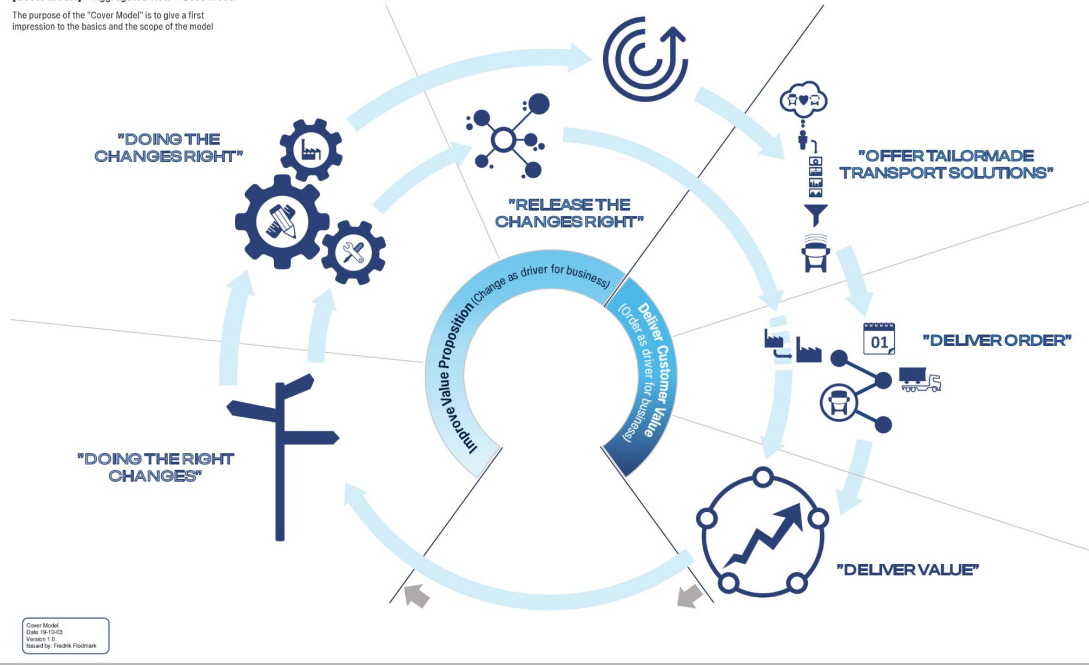 The purpose of the "Cover Model" is to give a first
impression to the basics and the scope of the model
"DOING THE
CHANGES RIGHT"
"RELEASE THE
CHANGES RIGHT"
"OFFER TAILORMADE
TRANSPORT SOLUTIONS"
Improve Value Proposition (Change as driver for business)
Deliver Customer Value
(Order as driver for business)
01
"DELIVER ORDER"
"DOING THE RIGHT
CHANGES"
"DELIVER VALUE"
Cover Model
Date 19-10-03
Version 1.0
Issued by: Fredrik Flodmark